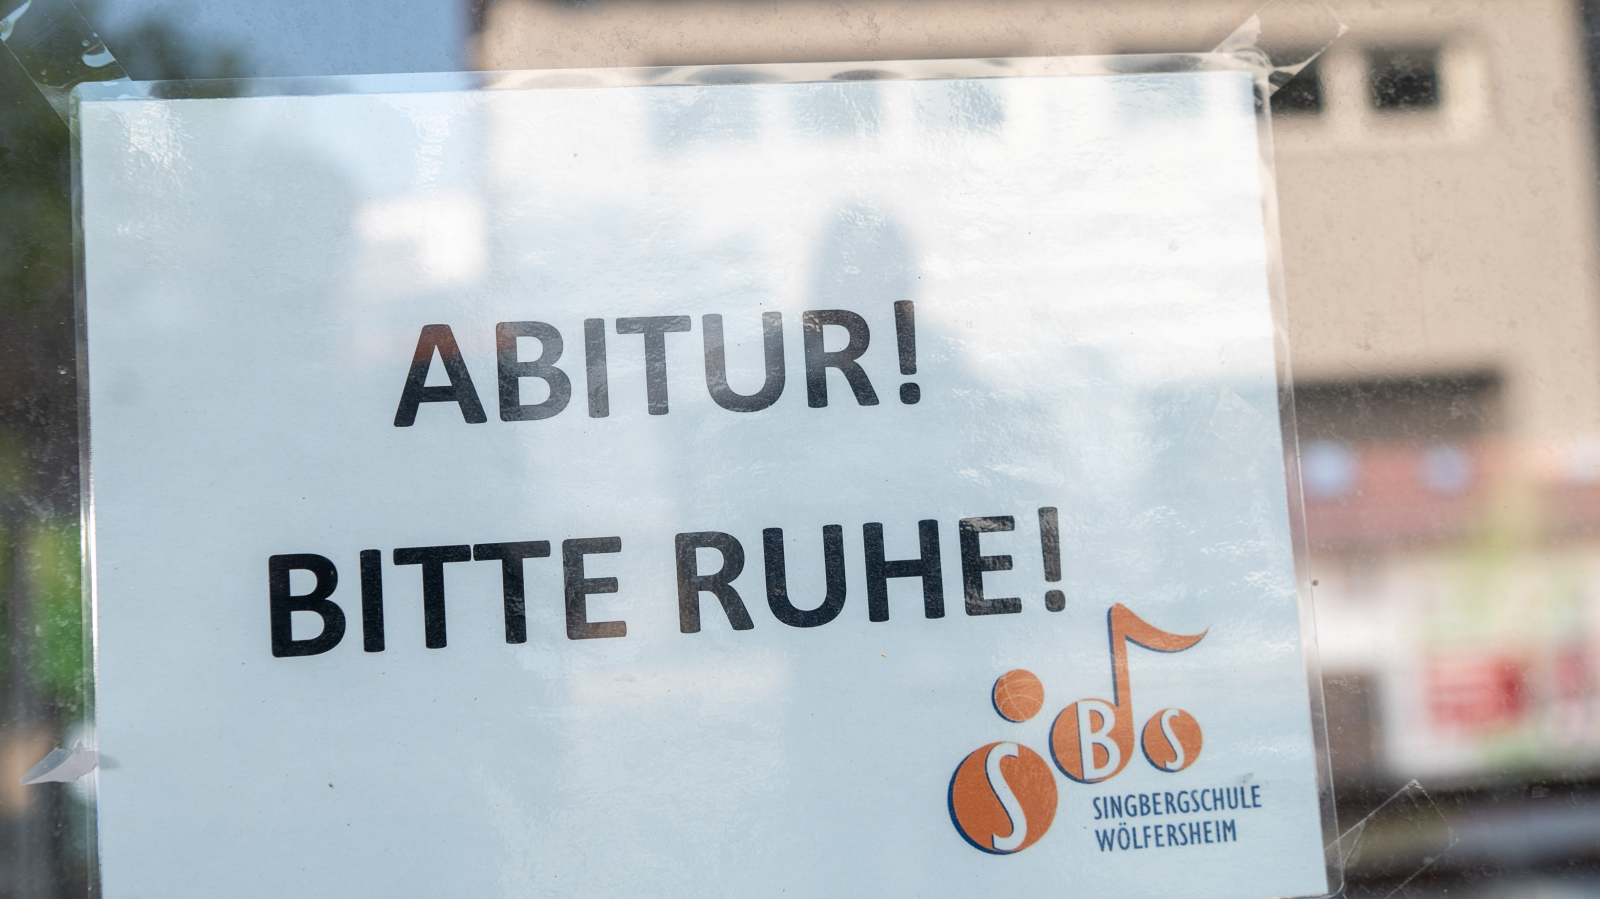 ABITUR!
BITTE RUHE!
SBS
SINGBERGSCHULE
WÖLFERSHEIM